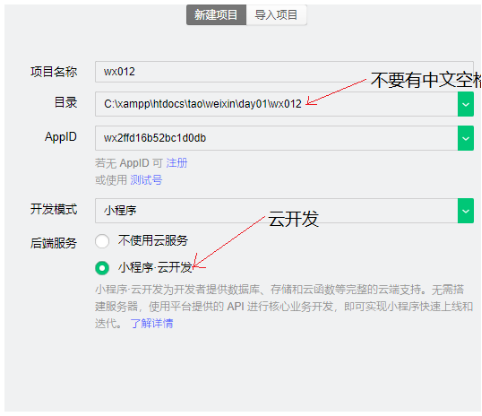 新建项目 导入项目
项目名称 wx012
不要有中文空格
目录 C:\xampp\htdocs\tao\weixin\day01\wx012
AppID wx2ffd16b52bc1d0db
若无 AppID 可 注册
或使用 测试号
开发模式 小程序
云开发
后端服务 不使用云服务
小程序·云开发
小程序·云开发为开发者提供数据库、存储和云函数等完整的云端支持。无需搭
建服务器，使用平台提供的 API 进行核心业务开发，即可实现小程序快速上线和
迭代。 了解详情